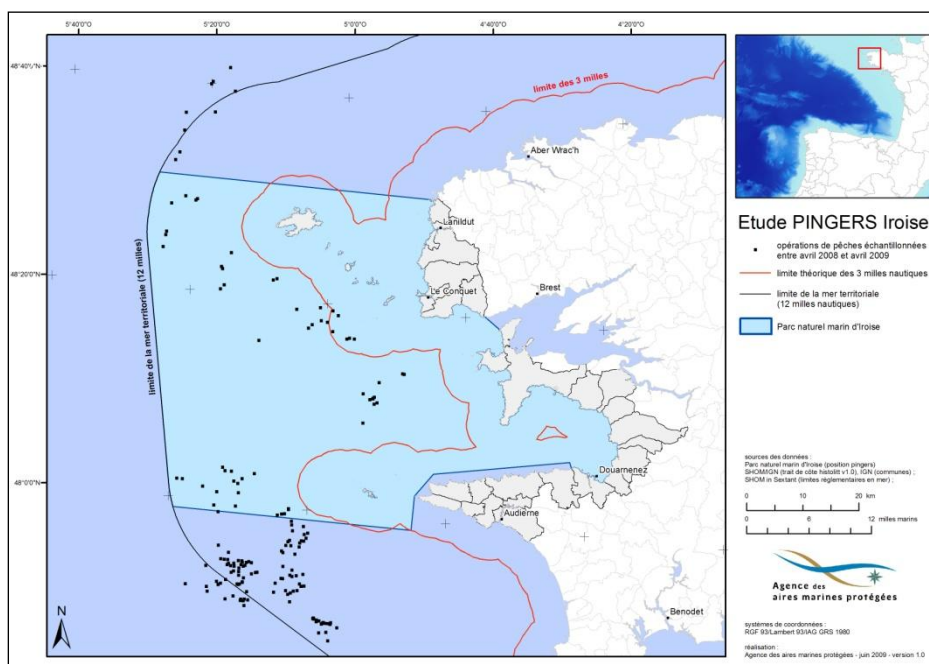 5°40'0"
5°20'0"
5°0'0"
4°40'0"
4°20'0"
48°40'0"N
48°20'0"N
48°0'0"N
limite des 3 milles
limite de la mer territoriale (12 milles)
Aber Wrac'h
Lanildut
Le Conquet
Brest
Douarnenez
Audierne
Benodet
N
Etude PINGERS Iroise
opérations de pêches échantillonnées
entre avril 2008 et avril 2009
limite théorique des 3 milles nautiques
limite de la mer territoriale
(12 milles nautiques)
Parc naturel marin d'Iroise
sources des données :
Parc naturel marin d'Iroise (position pingers)
SHOM/IGN (trait de côte histolitt v1.0), IGN (communes) ;
SHOM in Sextant (limites réglementaires en mer) ;
0 10 20 km
0 6 12 milles marins
Agence des
aires marines protégées
systèmes de coordonnées :
RGF 93/Lambert 93/IAG GRS 1980
réalisation :
Agence des aires marines protégées - juin 2009 - version 1.0